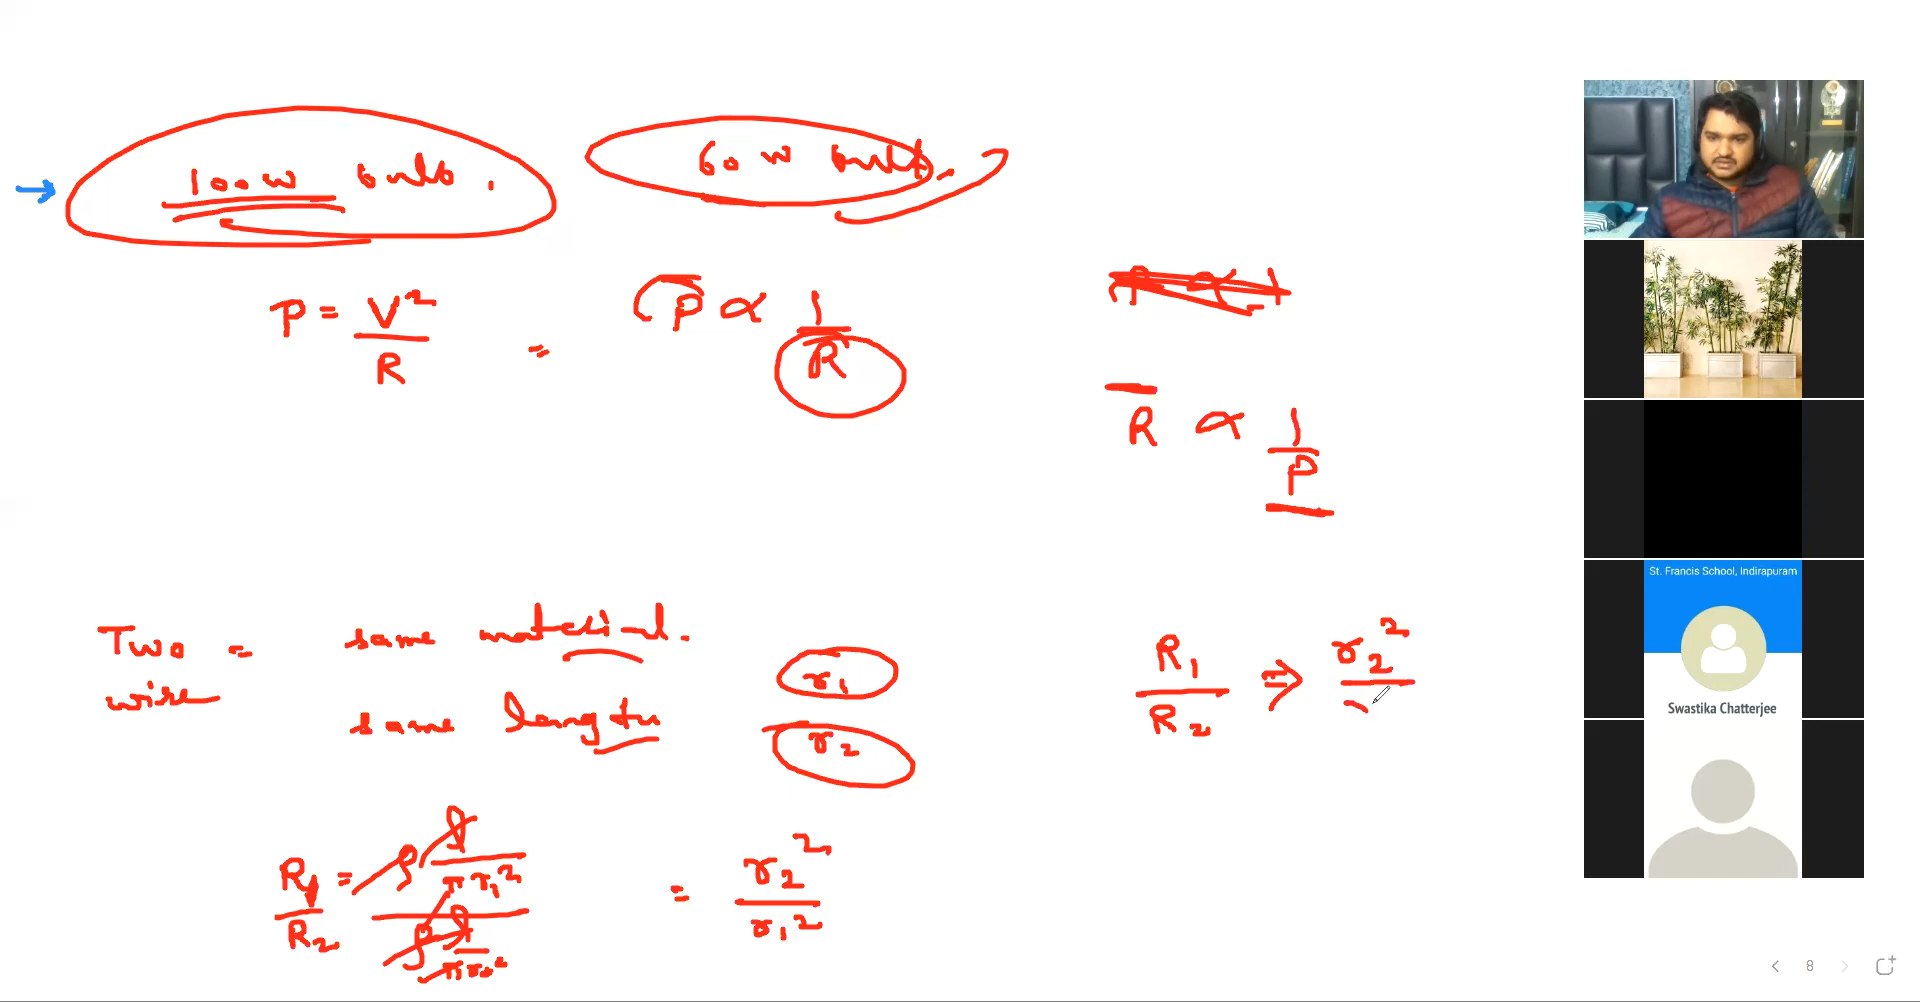 100W bulb.
60 W bulb.
P = V²/R = P ∝ 1/R
R ∝ 1/P
Two wire = same material. r₁
same length r₂
R₁/R₂ ⇒ r₂²/
R₁/R₂ = ρ l/πr₁² / ρ l/πr₂² = r₂²/r₁²
St. Francis School, Indirapuram
Swastika Chatterjee
8